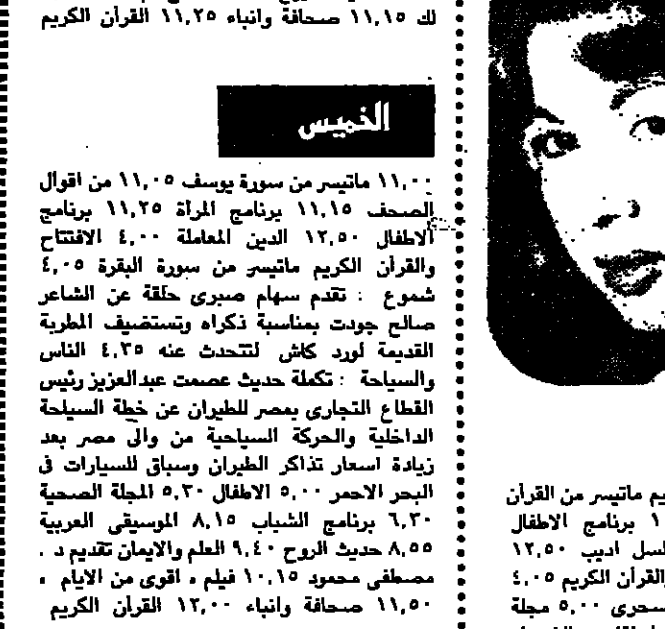 لك ١١,١٥ صحافة وانباء ١١,٢٥ القرآن الكريم
الخميس
١١,٠٠ ماتيسر من سورة يوسف ١١,٠٥ من اقوال
الصحف ١١,١٥ برنامج المرأة ١١,٢٥ برنامج
الاطفال ١٢,٥٠ الدين المعاملة ٤,٠٠ الافتتاح
والقرآن الكريم ماتيسر من سورة البقرة ٤,٠٥
شموع : تقدم سهام صبرى حلقة عن الشاعر
صالح جودت بمناسبة ذكراه وتستضيف المطربة
القديمة لورد كاش لتتحدث عنه ٤,٣٥ الناس
والسياحة : تكملة حديث عصمت عبدالعزيز رئيس
القطاع التجارى بمصر للطيران عن خطة السياحة
الداخلية والحركة السياحية من والى مصر بعد
زيادة اسعار تذاكر الطيران وسباق للسيارات فى
البحر الاحمر ٥,٠٠ الاطفال ٥,٣٠ المجلة الصحية
٦,٣٠ برنامج الشباب ٨,١٥ الموسيقى العربية
٨,٥٥ حديث الروح ٩,٤٠ العلم والايمان تقديم د .
مصطفى محمود ١٠,١٥ فيلم « اقوى من الايام »
١١,٥٠ صحافة وانباء ١٢,٠٠ القرآن الكريم
ماتيسر من القرآن
برنامج الاطفال
اديب ١٢,٥٠
القرآن الكريم ٤,٠٥
٥,٠٠ مجلة